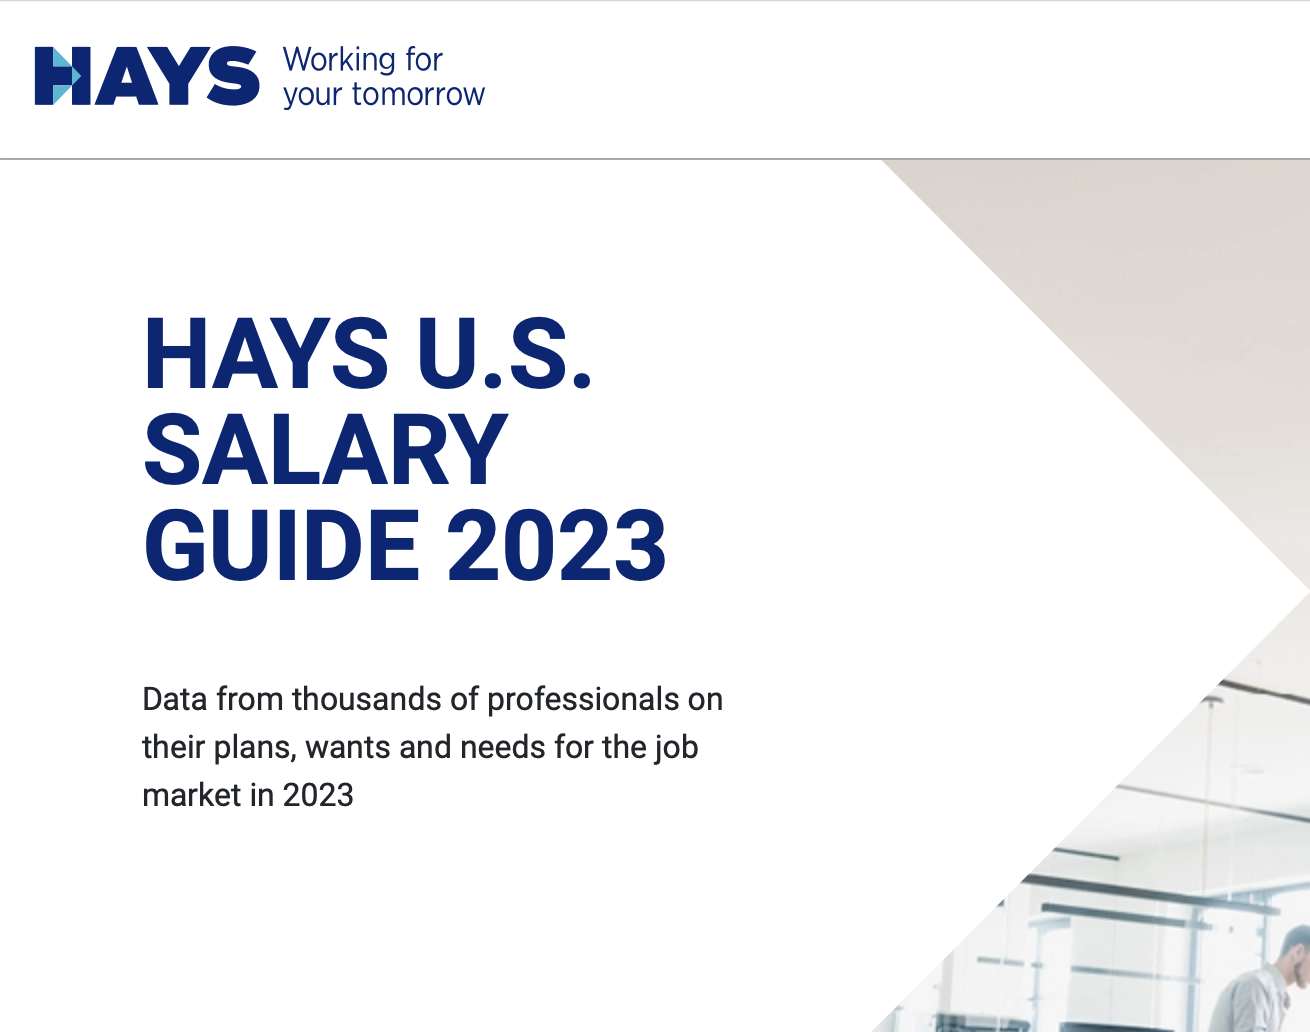 HAYS
Working for
your tomorrow
HAYS U.S.
SALARY
GUIDE 2023
Data from thousands of professionals on
their plans, wants and needs for the job
market in 2023